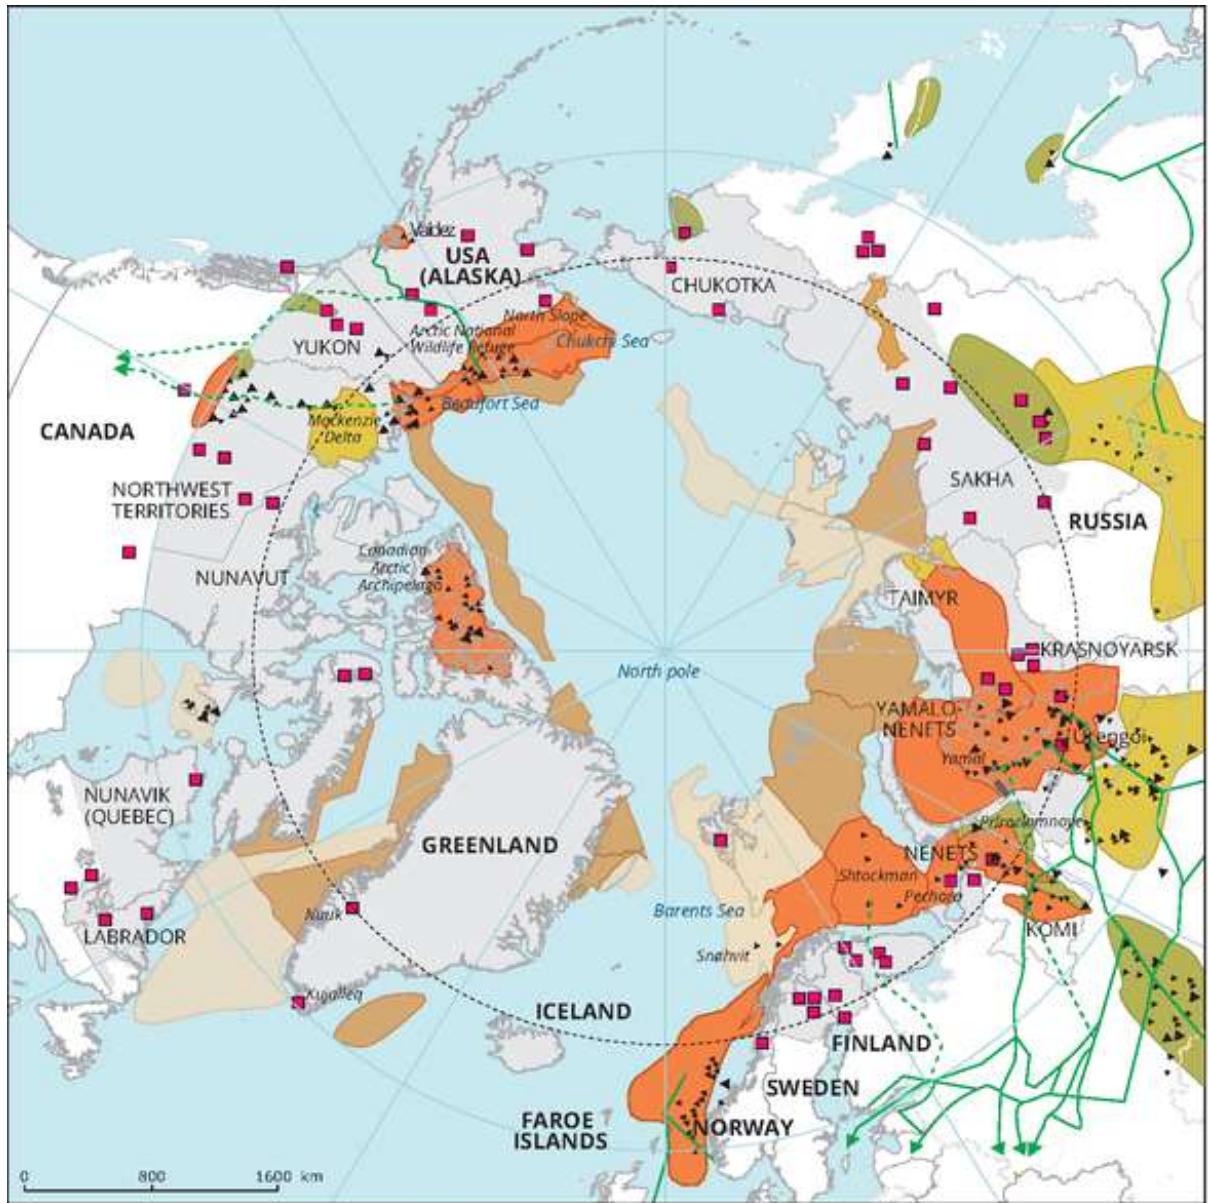 Valdez
USA
(ALASKA)
CHUKOTKA
North Slope
Arctic National
Wildlife Refuge
Chukchi Sea
YUKON
Beaufort Sea
Mackenzie
Delta
CANADA
SAKHA
NORTHWEST
TERRITORIES
RUSSIA
Canadian
Arctic
Archipelago
NUNAVUT
TAIMYR
KRASNOYARSK
North pole
YAMALO-
NENETS
Urengoi
Yamal
NUNAVIK
(QUEBEC)
Prirazlomnoye
GREENLAND
NENETS
Shtockman
Pechora
Barents Sea
Nuuk
KOMI
LABRADOR
Snøhvit
Kujalleq
ICELAND
FINLAND
SWEDEN
FAROE
ISLANDS
NORWAY
0 800 1600 km